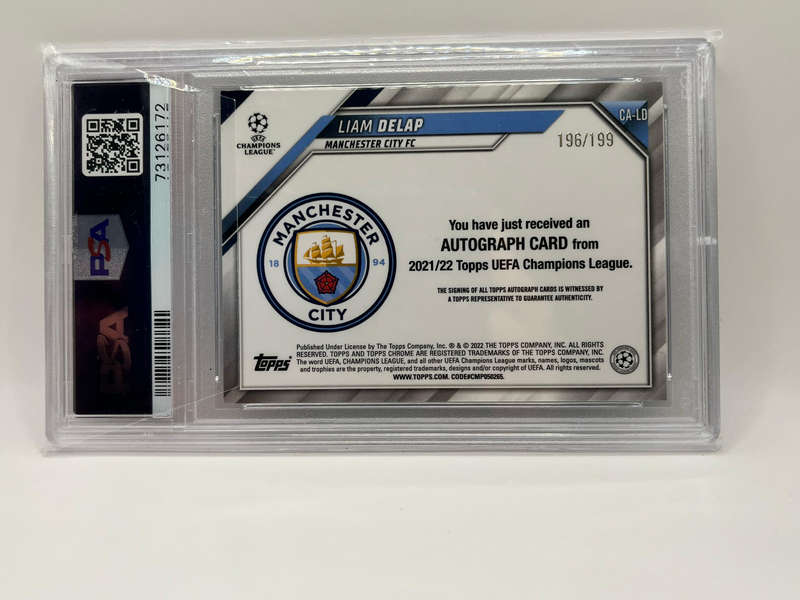 73126172
PSA
PSA
UEFA
CHAMPIONS
LEAGUE
LIAM DELAP
MANCHESTER CITY FC
CA-LD
196/199
MANCHESTER
18 94
CITY
You have just received an
AUTOGRAPH CARD from
2021/22 Topps UEFA Champions League.
THE SIGNING OF ALL TOPPS AUTOGRAPH CARDS IS WITNESSED BY
A TOPPS REPRESENTATIVE TO GUARANTEE AUTHENTICITY.
Topps
Published Under License by The Topps Company, Inc. ® & © 2022 THE TOPPS COMPANY, INC. ALL RIGHTS
RESERVED. TOPPS AND TOPPS CHROME ARE REGISTERED TRADEMARKS OF THE TOPPS COMPANY, INC.
The word UEFA, CHAMPIONS LEAGUE, and all other UEFA Champions League marks, names, logos, mascots
and trophies are the property, registered trademarks, designs and/or copyright of UEFA. All rights reserved.
WWW.TOPPS.COM. CODE#CMP050265.